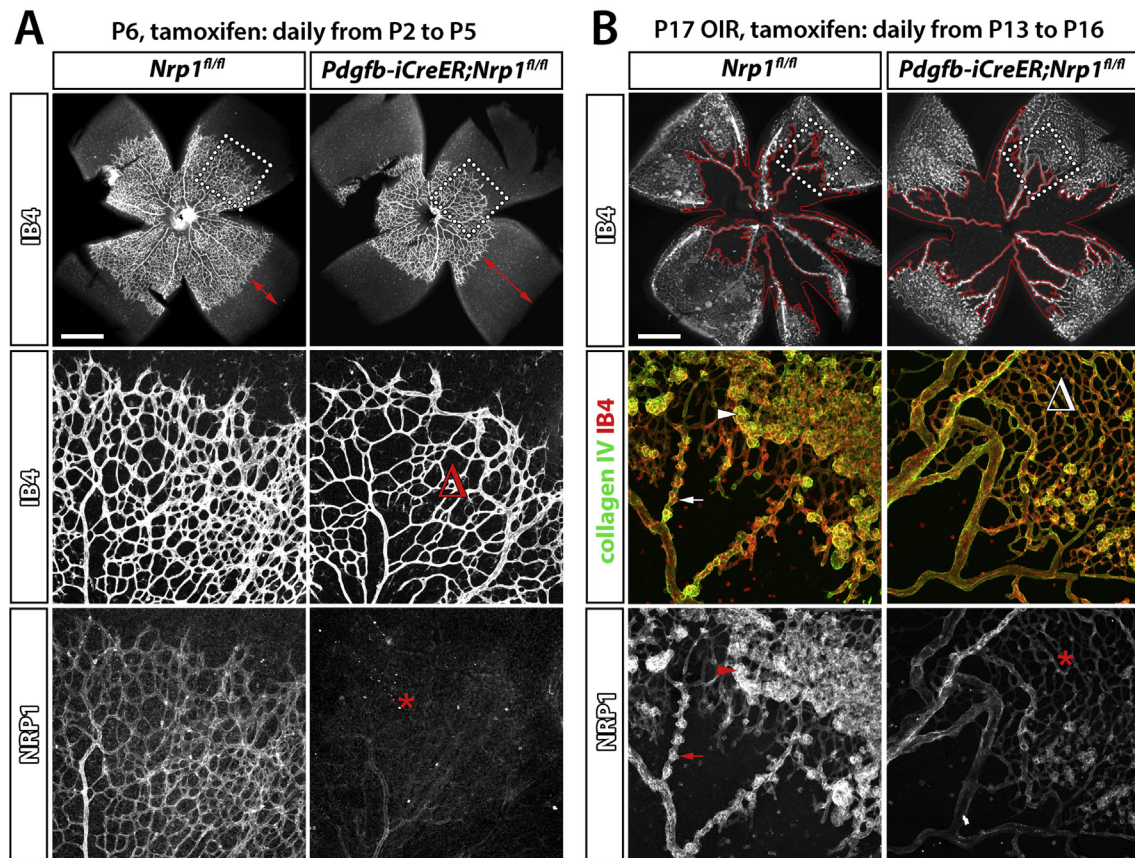 A
P6, tamoxifen: daily from P2 to P5
Nrp1fl/fl
Pdgfb-iCreER;Nrp1fl/fl
IB4
IB4
NRP1
*
B
P17 OIR, tamoxifen: daily from P13 to P16
Nrp1fl/fl
Pdgfb-iCreER;Nrp1fl/fl
IB4
collagen IV IB4
NRP1
*